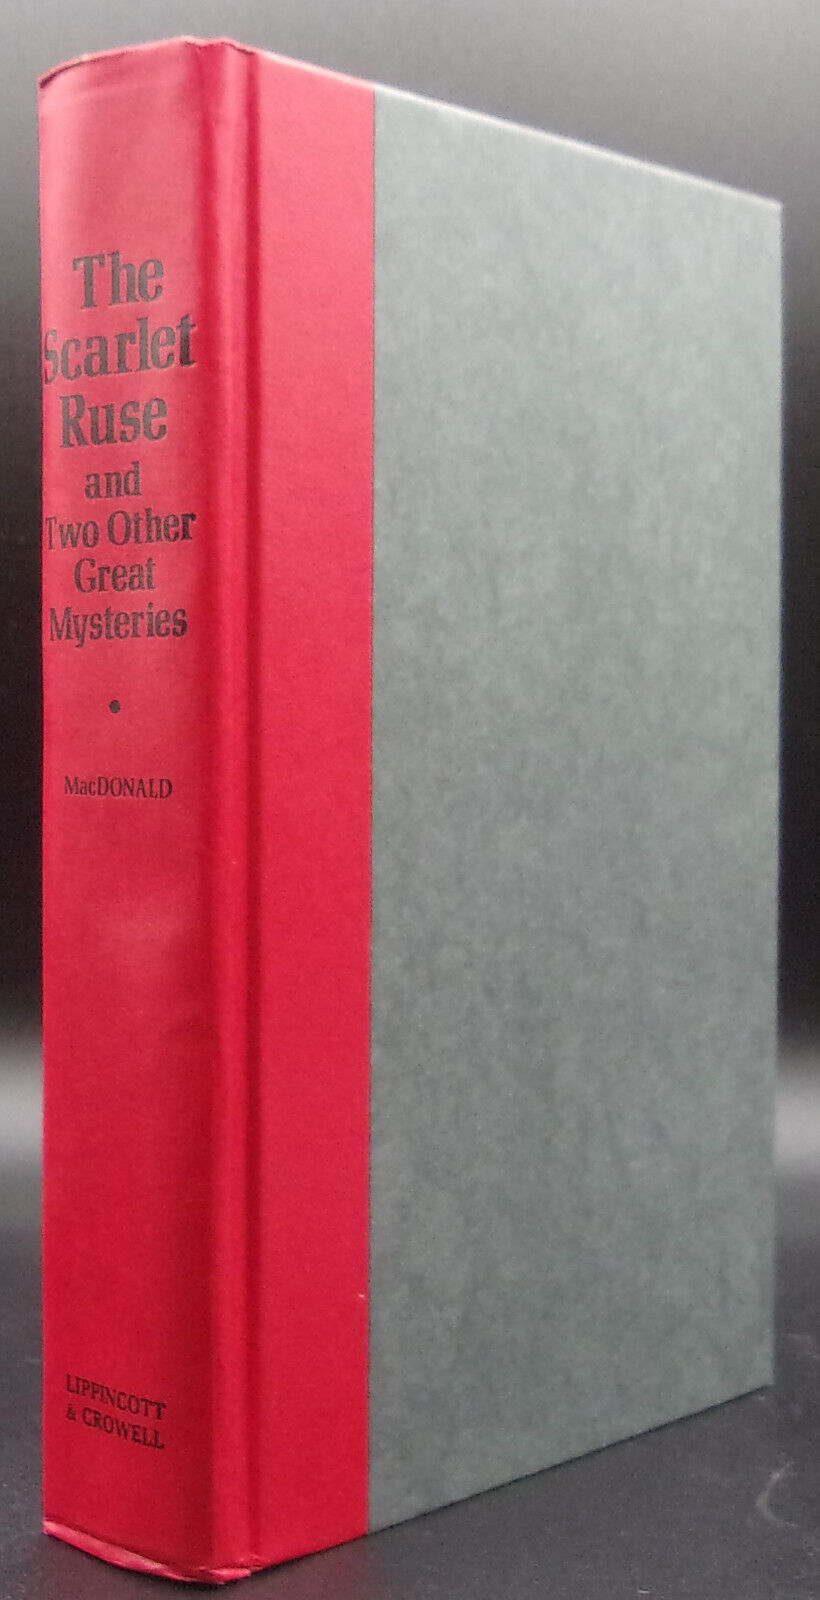 The
Scarlet
Ruse
and
Two Other
Great
Mysteries
•
MacDONALD
LIPPINCOTT
& CROWELL